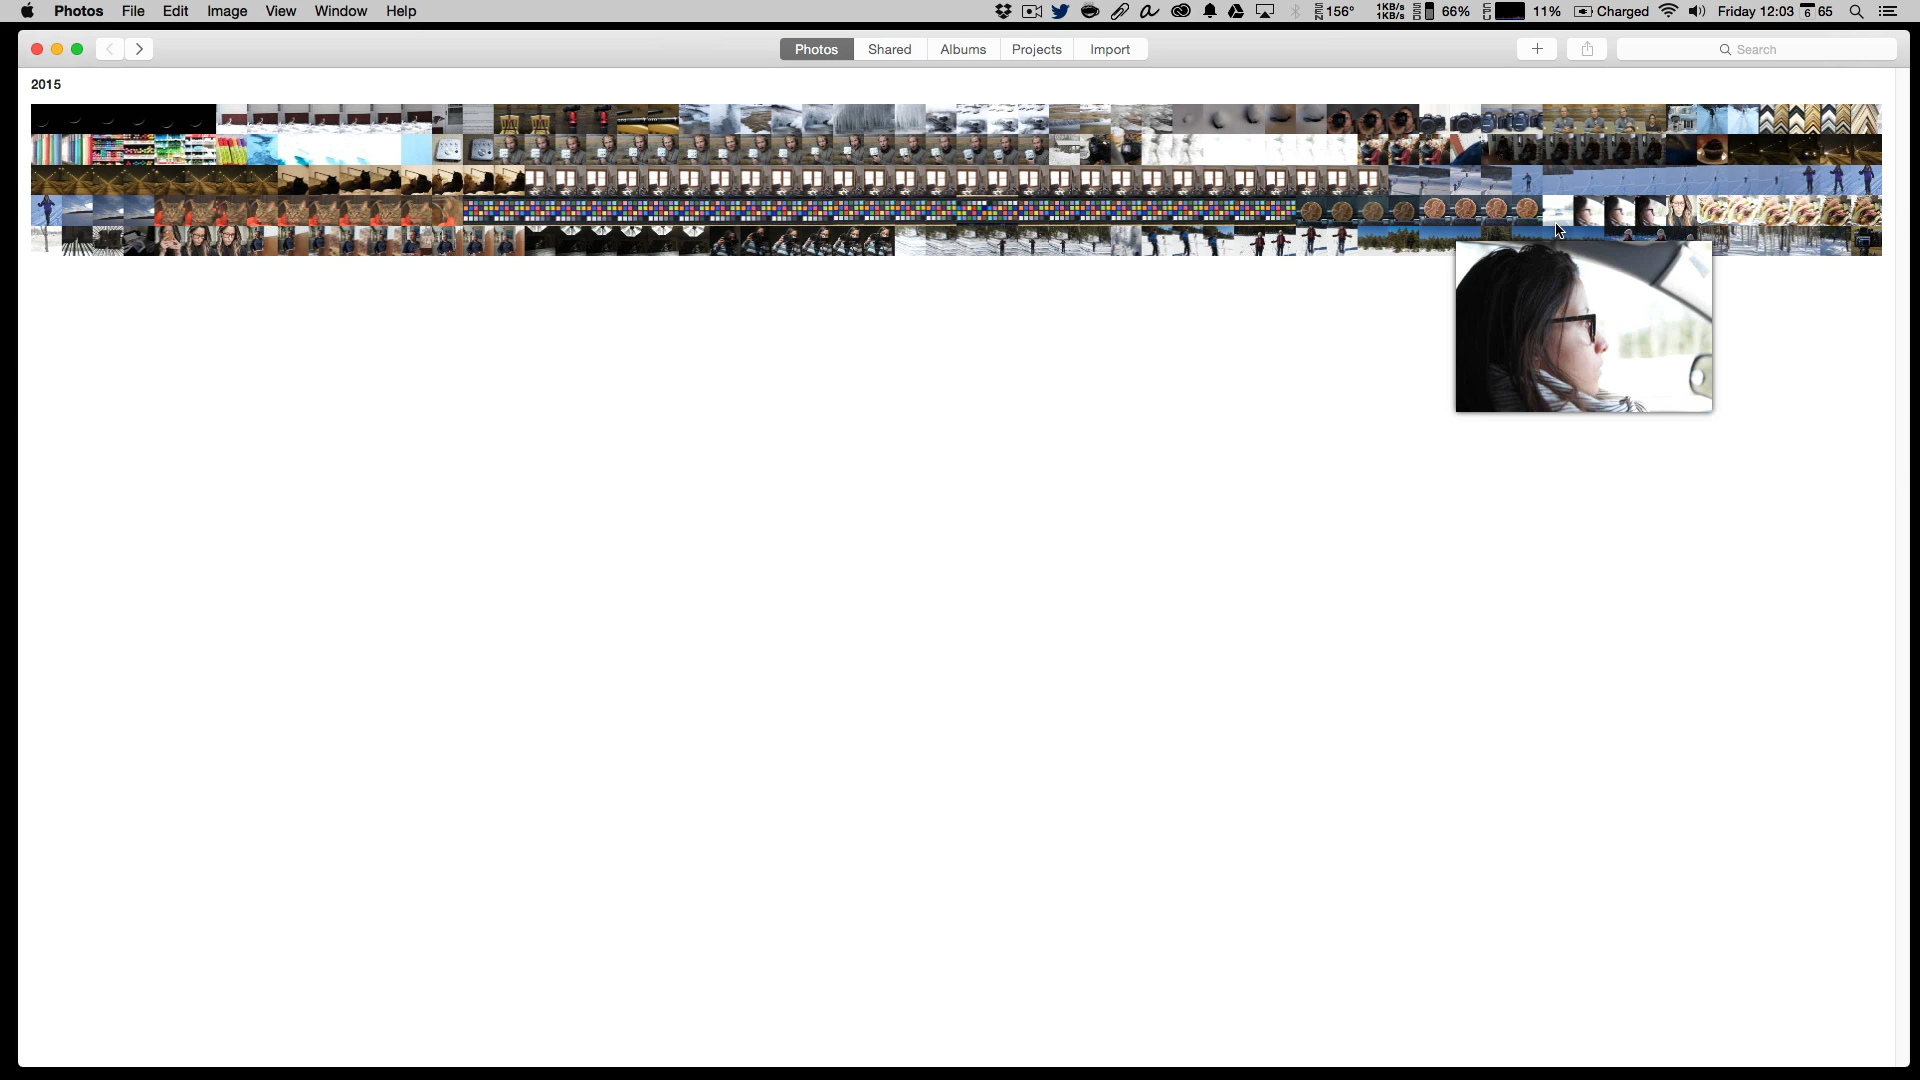 Photos File Edit Image View Window Help 156° 1KB/s 1KB/s 66% 11% Charged Friday 12:03 6 65
Photos Shared Albums Projects Import Search
2015